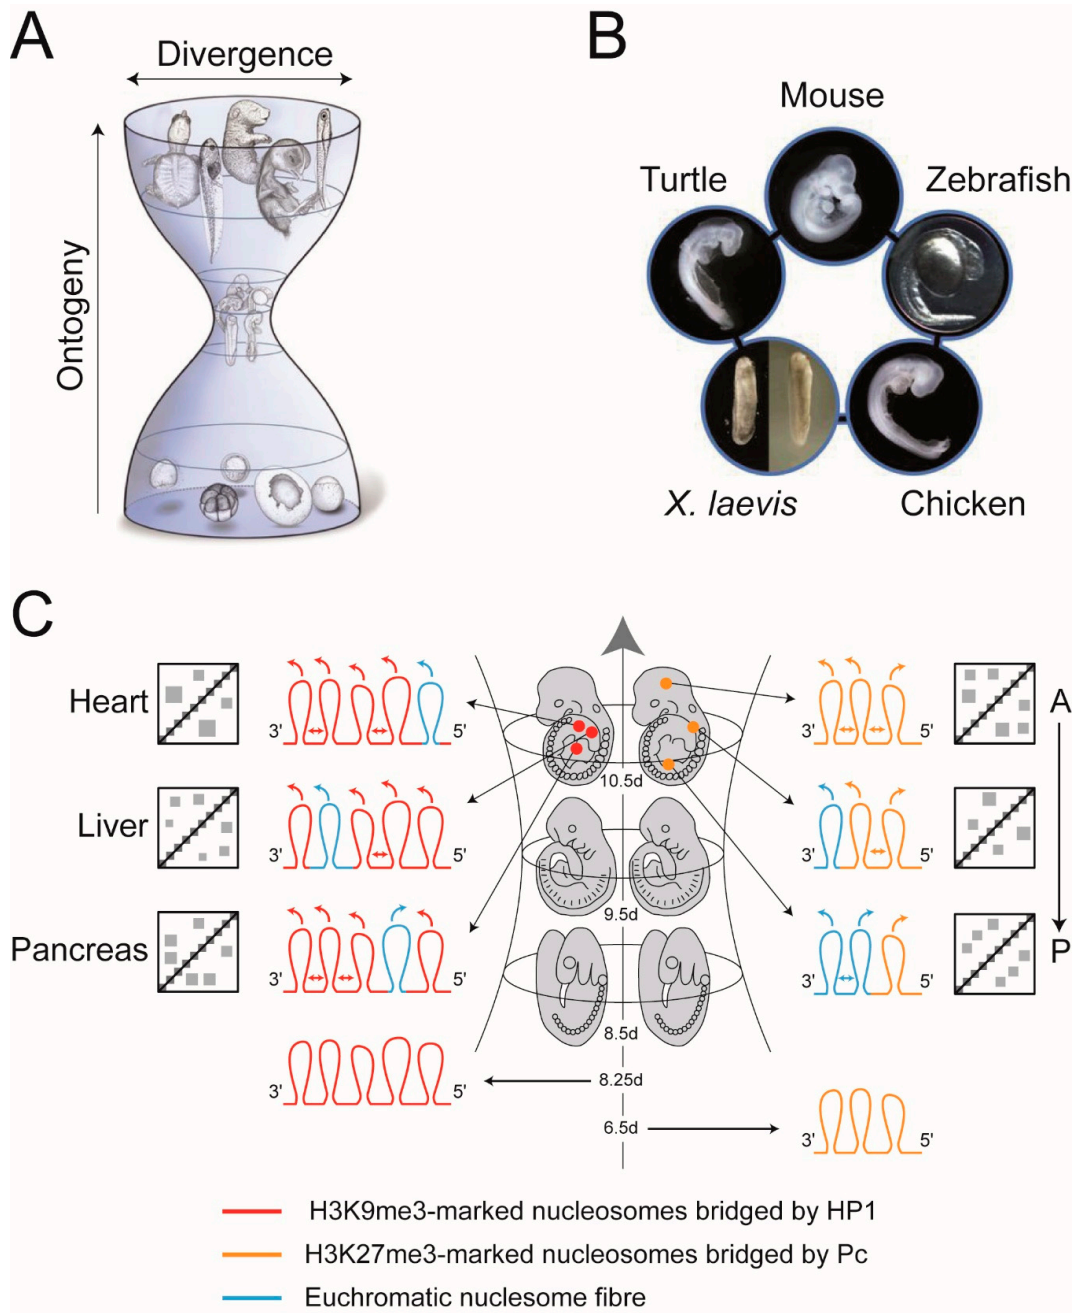 A
Divergence
Ontogeny
B
Mouse
Turtle
Zebrafish
X. laevis
Chicken
C
Heart
3'
5'
3'
5'
A
10.5d
Liver
3'
5'
3'
5'
9.5d
Pancreas
3'
5'
3'
5'
P
8.5d
3'
5'
8.25d
6.5d
3'
5'
H3K9me3-marked nucleosomes bridged by HP1
H3K27me3-marked nucleosomes bridged by Pc
Euchromatic nuclesome fibre